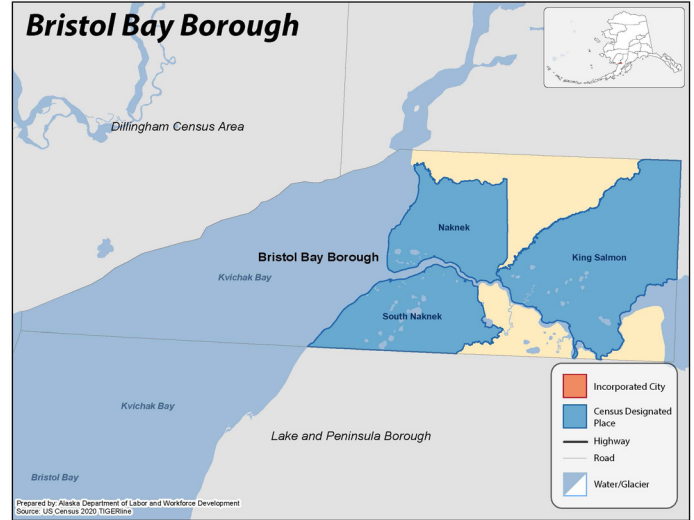 Bristol Bay Borough
Dillingham Census Area
Naknek
Bristol Bay Borough
King Salmon
Kvichak Bay
South Naknek
Kvichak Bay
Lake and Peninsula Borough
Bristol Bay
Incorporated City
Census Designated
Place
Highway
Road
Water/Glacier
Prepared by: Alaska Department of Labor and Workforce Development
Source: US Census 2020 TIGERline